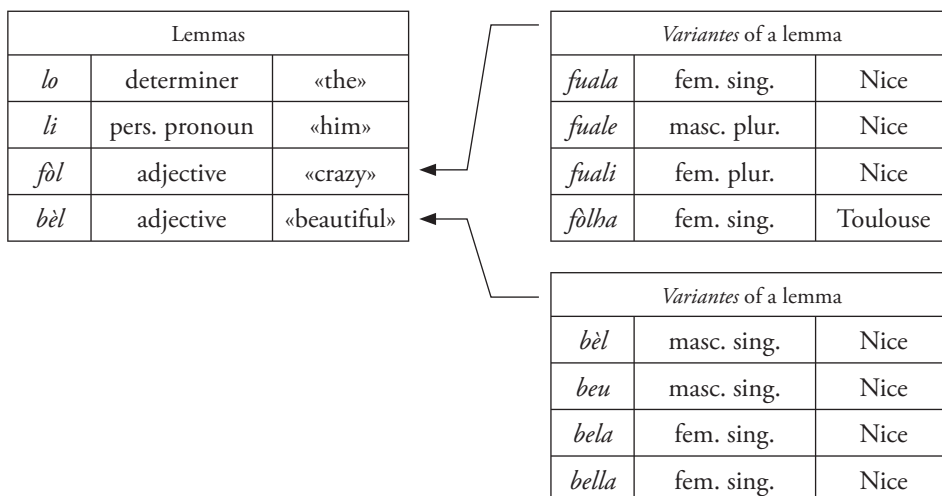 Lemmas
lo determiner «the»
li pers. pronoun «him»
fòl adjective «crazy»
bèl adjective «beautiful»
Variantes of a lemma
fuala fem. sing. Nice
fuale masc. plur. Nice
fuali fem. plur. Nice
fòlha fem. sing. Toulouse
Variantes of a lemma
bèl masc. sing. Nice
beu masc. sing. Nice
bela fem. sing. Nice
bella fem. sing. Nice